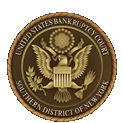 UNITED STATES BANKRUPTCY COURT
SOUTHERN DISTRICT OF NEW YORK